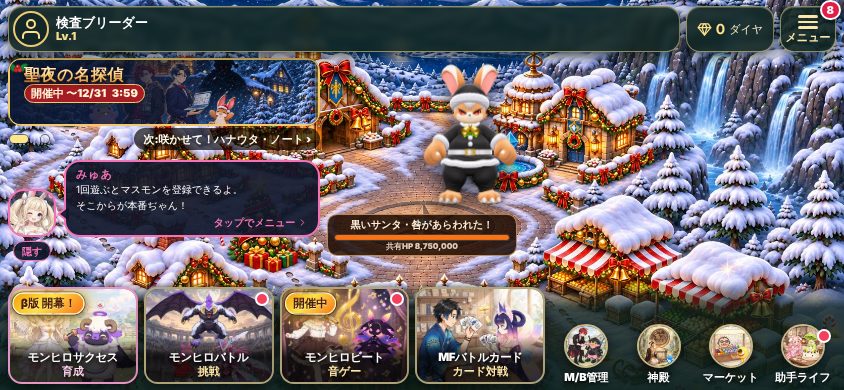 検査ブリーダー
Lv.1
0 ダイヤ
8
メニュー
聖夜の名探偵
開催中 〜12/31 3:59
次:咲かせて！ハナウタ・ノート ›
みゅあ
1回遊ぶとマスモンを登録できるよ。
そこからが本番ぢゃん！
タップでメニュー ›
隠す
黒いサンタ・咎があらわれた！
共有HP 8,750,000
β版 開幕！
モンヒロサクセス
育成
モンヒロバトル
挑戦
開催中
モンヒロビート
音ゲー
MFバトルカード
カード対戦
M/B管理
神殿
マーケット
助手ライフ